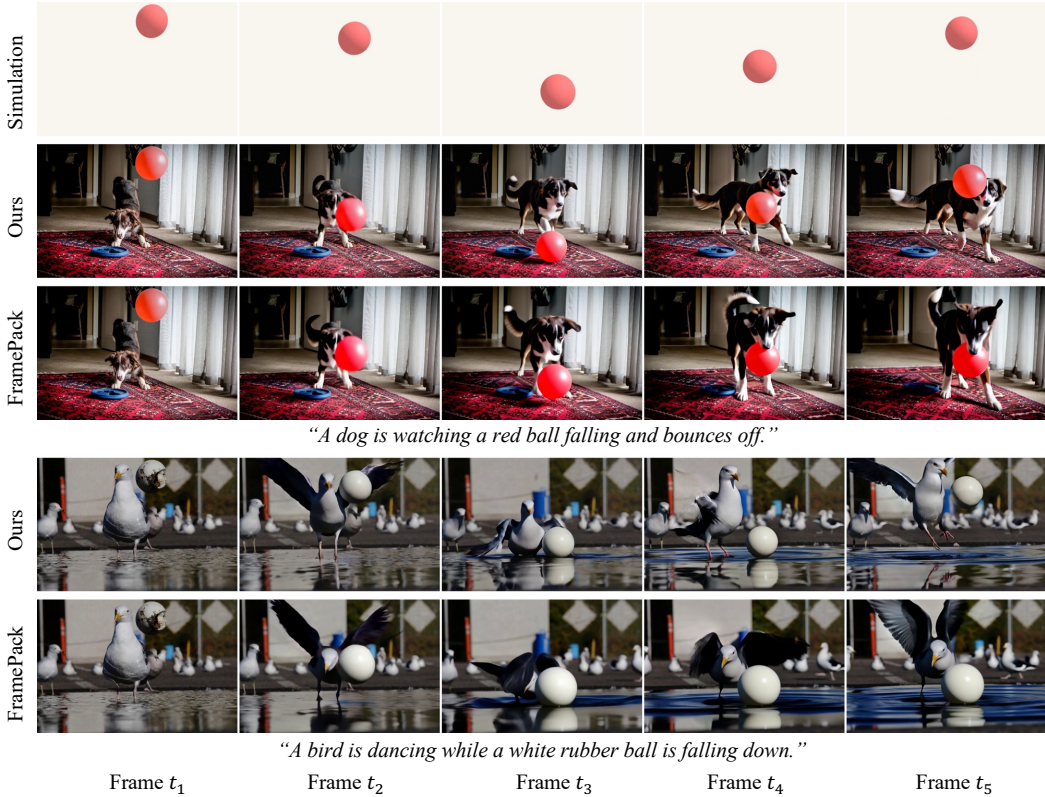 Simulation
Ours
FramePack
“A dog is watching a red ball falling and bounces off.”
Ours
FramePack
“A bird is dancing while a white rubber ball is falling down.”
Frame t₁ Frame t₂ Frame t₃ Frame t₄ Frame t₅